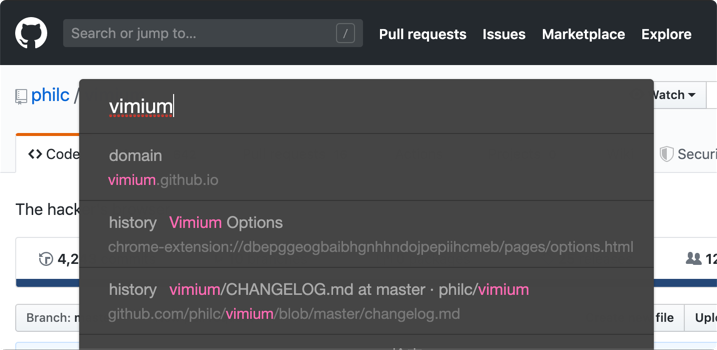 Search or jump to... /
Pull requests Issues Marketplace Explore
philc /
vimium
Watch
domain
<> Code
Securi
vimium.github.io
The hack
history Vimium Options
chrome-extension://dbepggeogbaibhgnhhndojpepiihcmeb/pages/options.html
4,2
12
history vimium/CHANGELOG.md at master · philc/vimium
github.com/philc/vimium/blob/master/changelog.md
Branch: m
file
Uplo